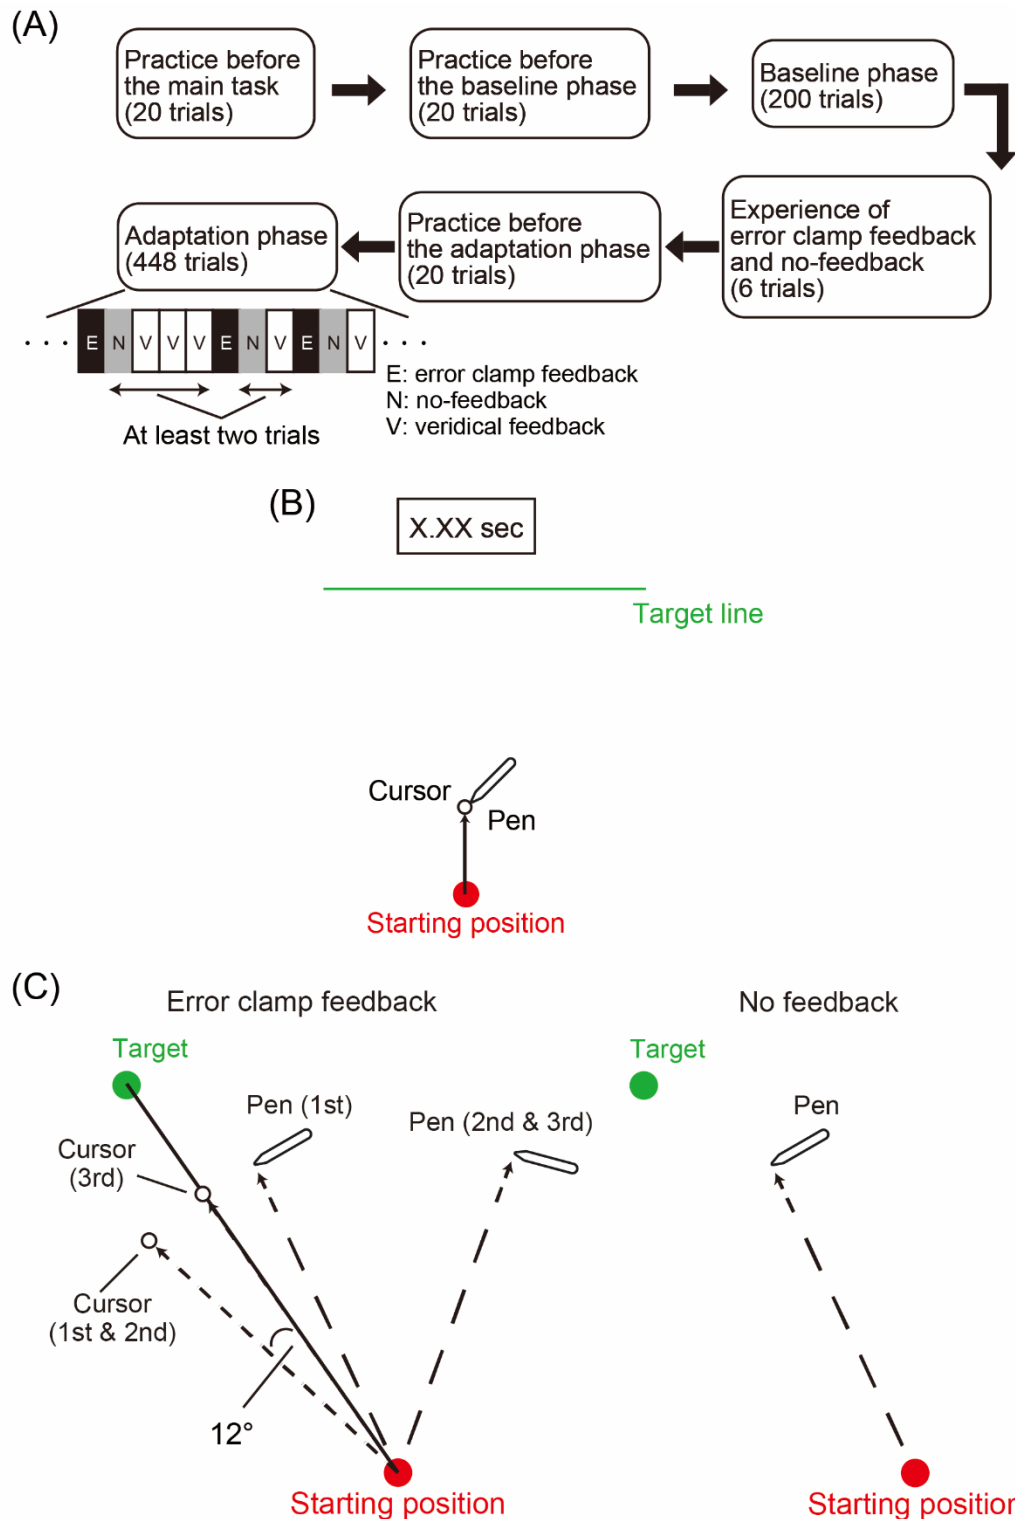 (A)
Practice before
the main task
(20 trials)
Practice before
the baseline phase
(20 trials)
Baseline phase
(200 trials)
Experience of
error clamp feedback
and no-feedback
(6 trials)
Practice before
the adaptation phase
(20 trials)
Adaptation phase
(448 trials)
· · · E N V V V E N V E N V · · ·
At least two trials
E: error clamp feedback
N: no-feedback
V: veridical feedback
(B)
X.XX sec
Target line
Cursor
Pen
Starting position
(C)
Error clamp feedback
Target
Pen (1st)
Pen (2nd & 3rd)
Cursor
(3rd)
Cursor
(1st & 2nd)
12°
Starting position
No feedback
Target
Pen
Starting position